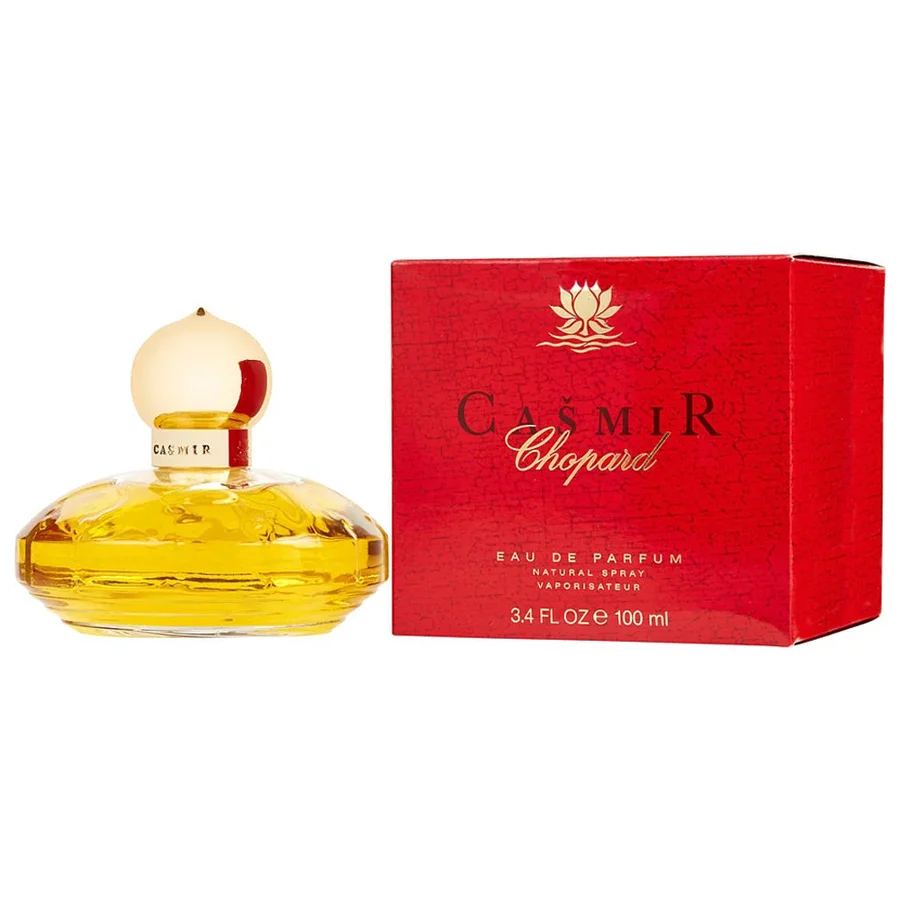 CAŠMIR
CAŠMIR
Chopard
EAU DE PARFUM
NATURAL SPRAY
VAPORISATEUR
3.4 FL OZ e 100 ml